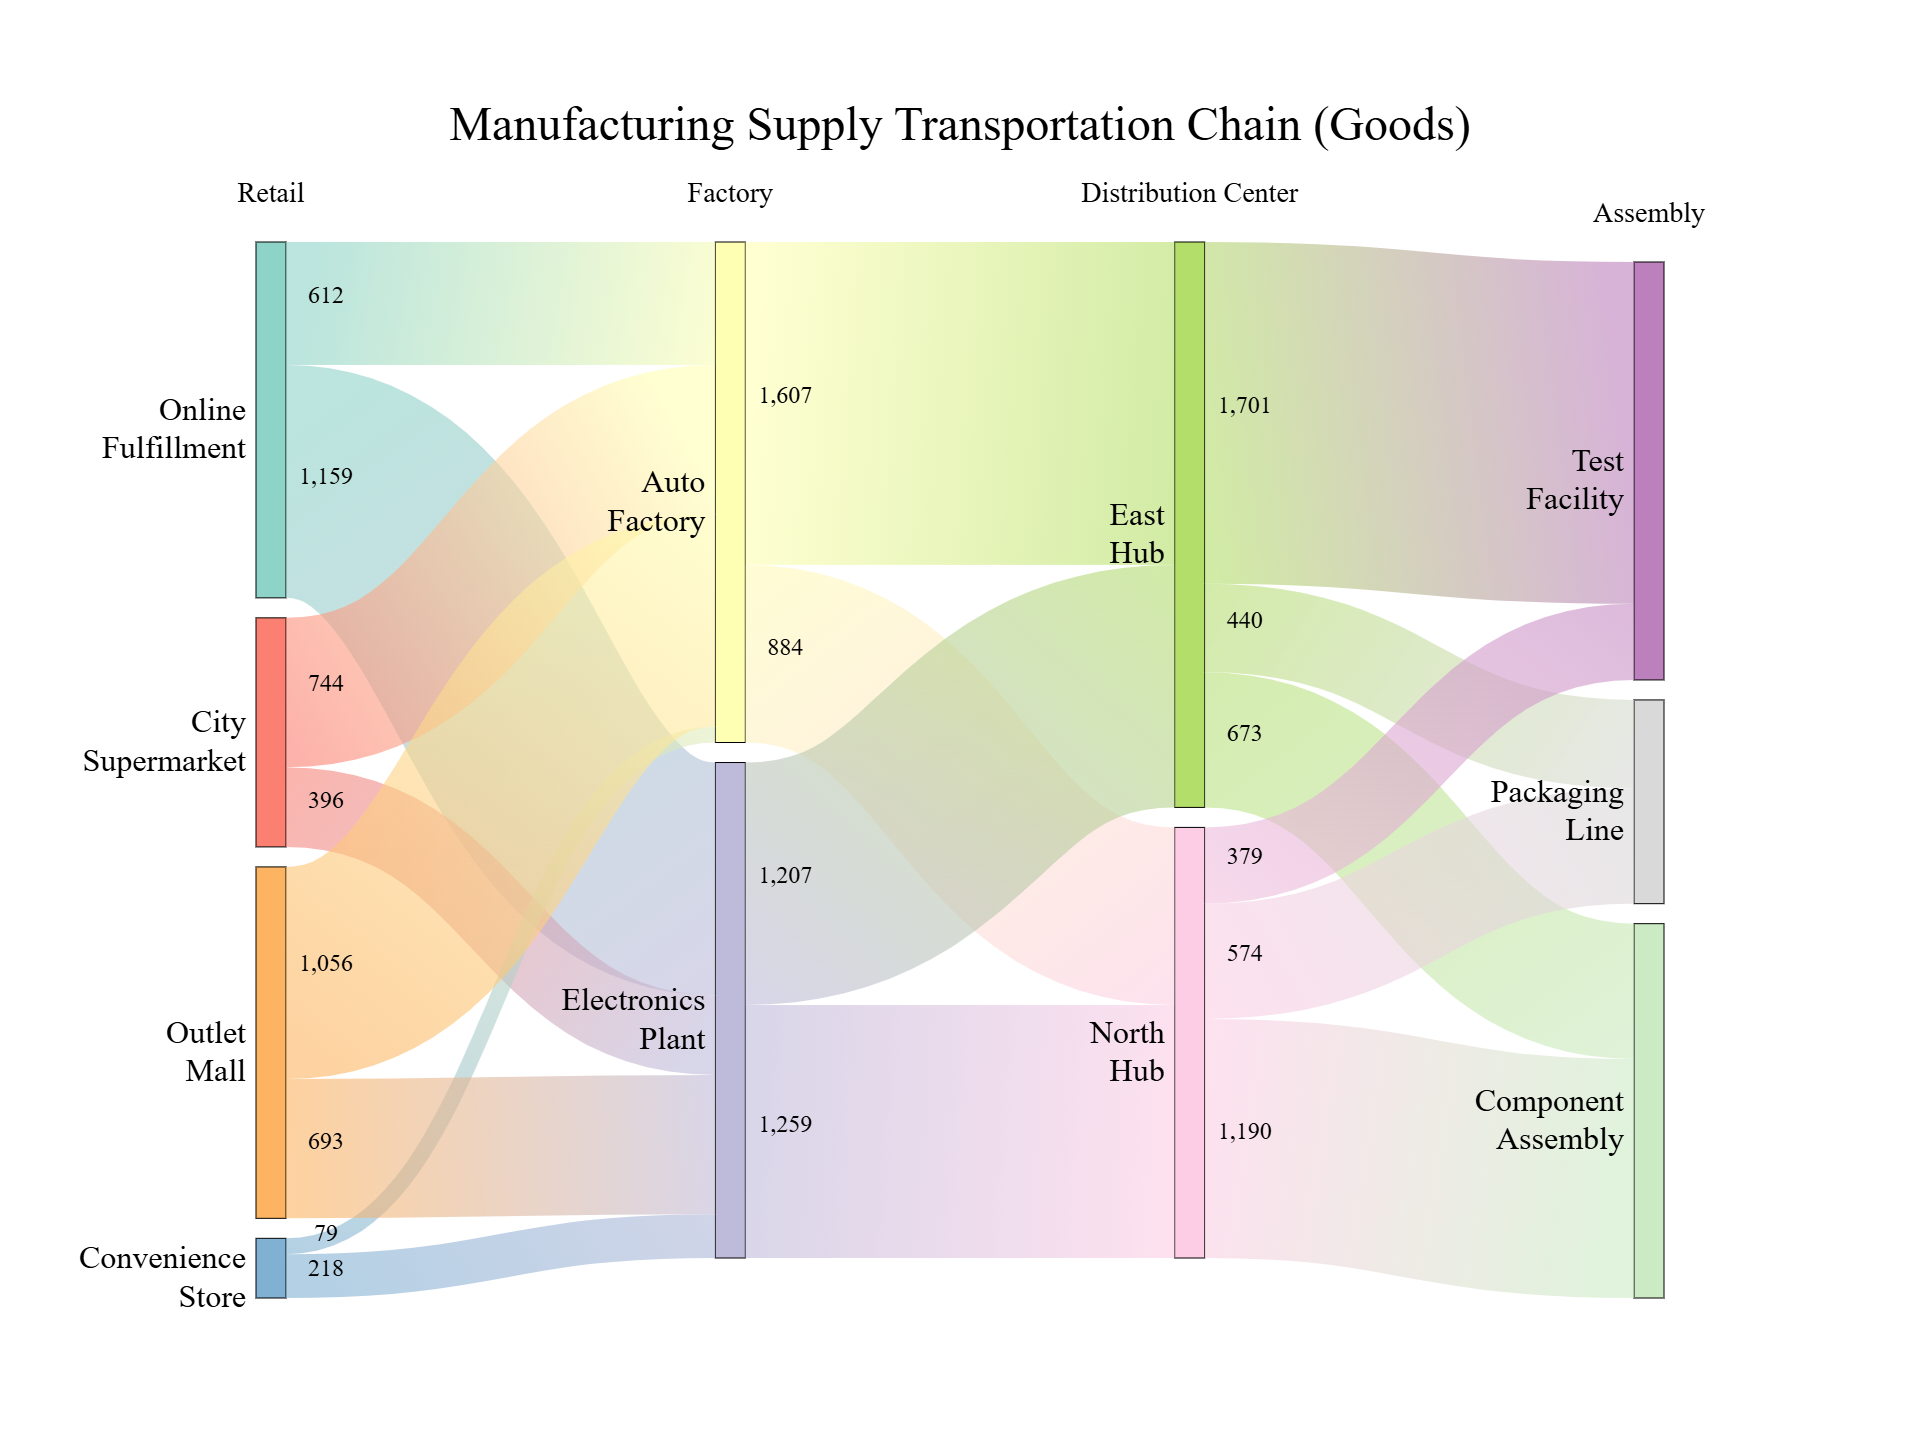 Manufacturing Supply Transportation Chain (Goods)
Retail
Factory
Distribution Center
Assembly
Online
Fulfillment
City
Supermarket
Outlet
Mall
Convenience
Store
612
1,159
744
396
1,056
693
79
218
Auto
Factory
Electronics
Plant
1,607
884
1,207
1,259
East
Hub
North
Hub
1,701
440
673
379
574
1,190
Test
Facility
Packaging
Line
Component
Assembly